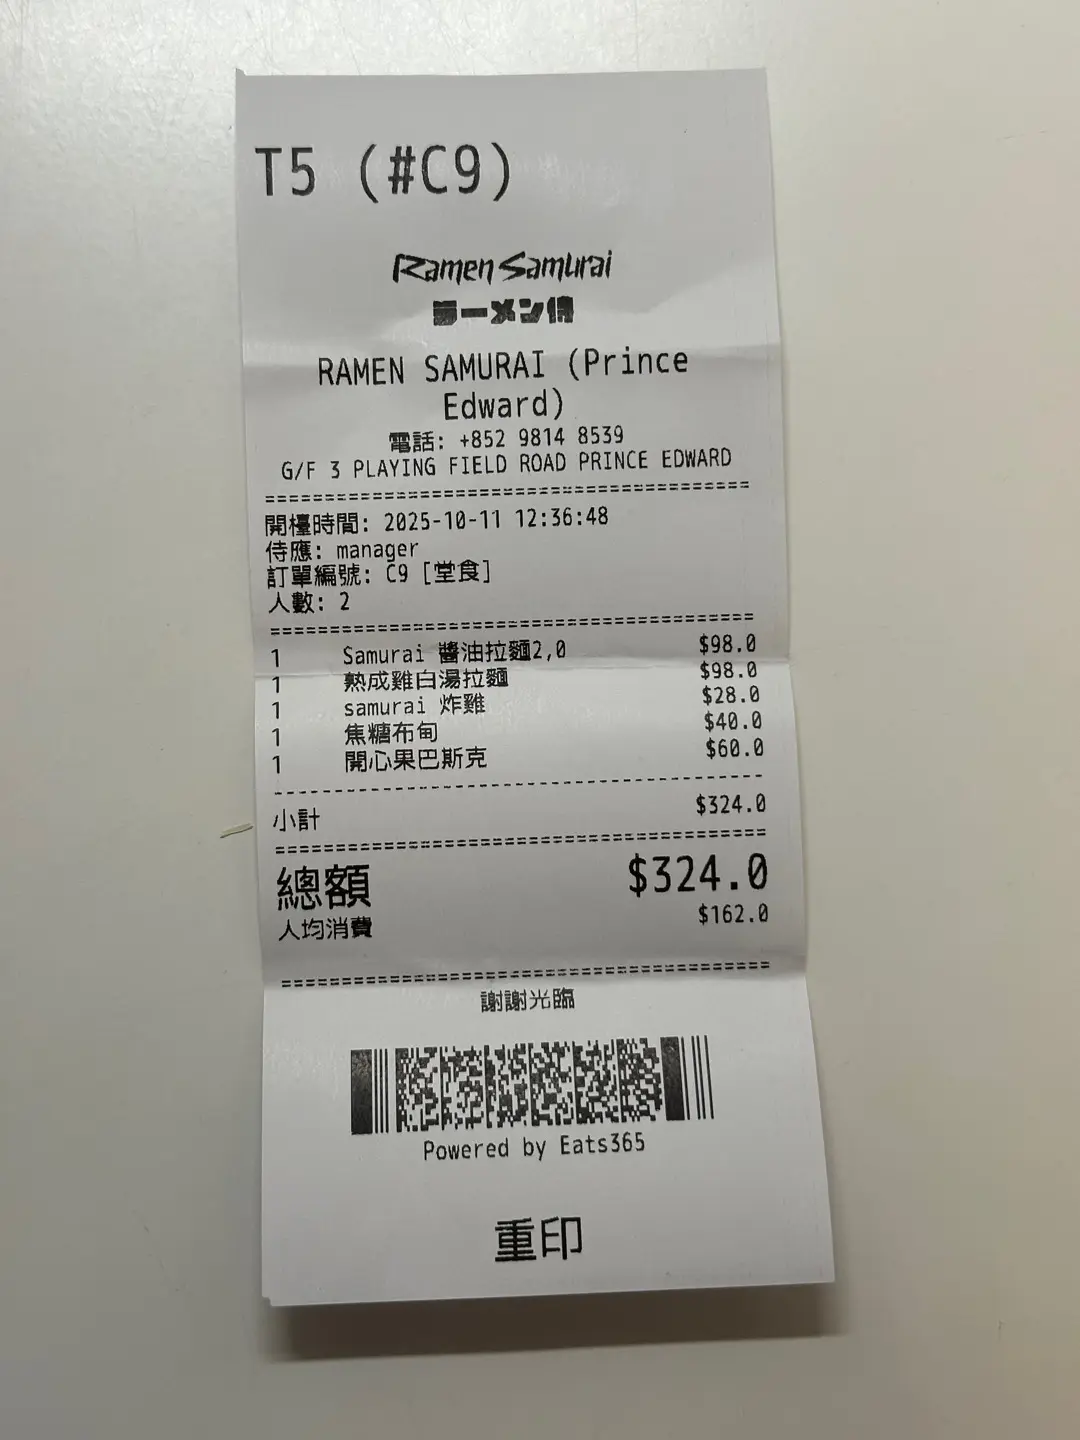 T5 (#C9)
Ramen Samurai
ラーメン侍
RAMEN SAMURAI (Prince
Edward)
電話: +852 9814 8539
G/F 3 PLAYING FIELD ROAD PRINCE EDWARD
開檯時間: 2025-10-11 12:36:48
侍應: manager
訂單編號: C9 [堂食]
人數: 2
1 Samurai 醬油拉麵2,0 $98.0
1 熟成雞白湯拉麵 $98.0
1 samurai 炸雞 $28.0
1 焦糖布甸 $40.0
1 開心果巴斯克 $60.0
小計 $324.0
總額 $324.0
人均消費 $162.0
謝謝光臨
Powered by Eats365
重印